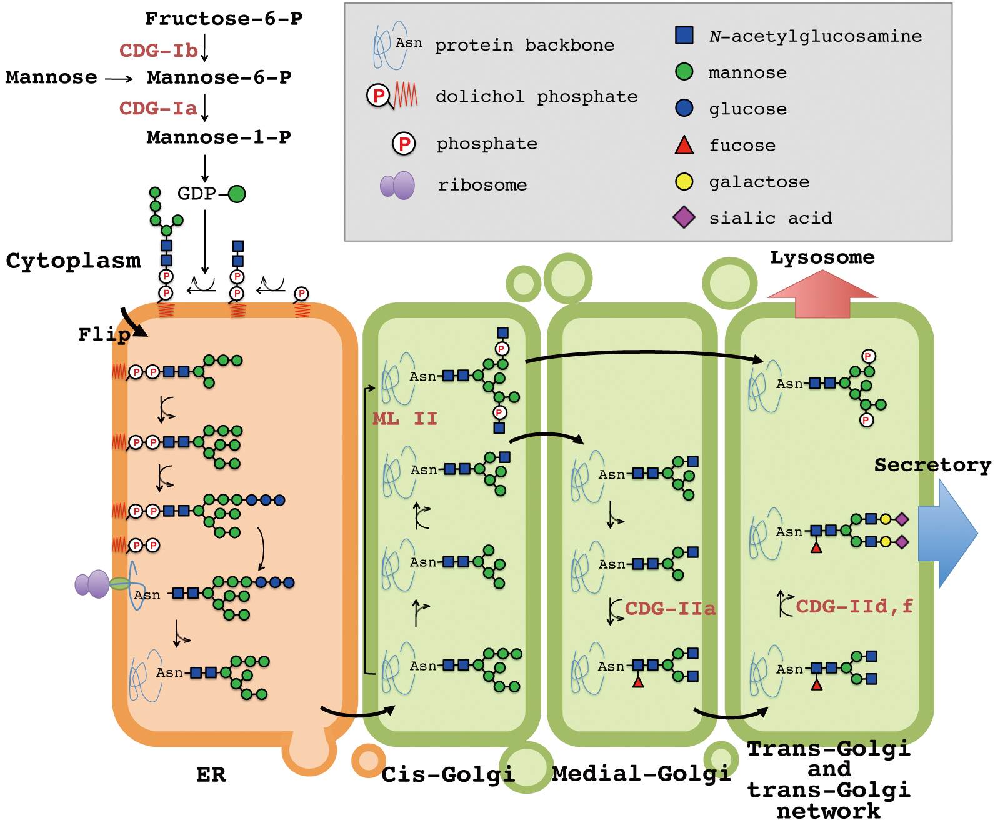 Fructose-6-P
CDG-Ib
Mannose
Mannose-6-P
CDG-Ia
Mannose-1-P
GDP
Asn
protein backbone
P
dolichol phosphate
P
phosphate
ribosome
N-acetylglucosamine
mannose
glucose
fucose
galactose
sialic acid
Cytoplasm
P
P
P
P
P
Flip
P P
P P
P P
P P
Asn
Asn
ER
P
Asn
P
ML II
Asn
Asn
Asn
Cis-Golgi
Asn
Asn
CDG-IIa
Asn
Medial-Golgi
Lysosome
P
Asn
P
Secretory
Asn
CDG-IId,f
Asn
Trans-Golgi
and
trans-Golgi
network